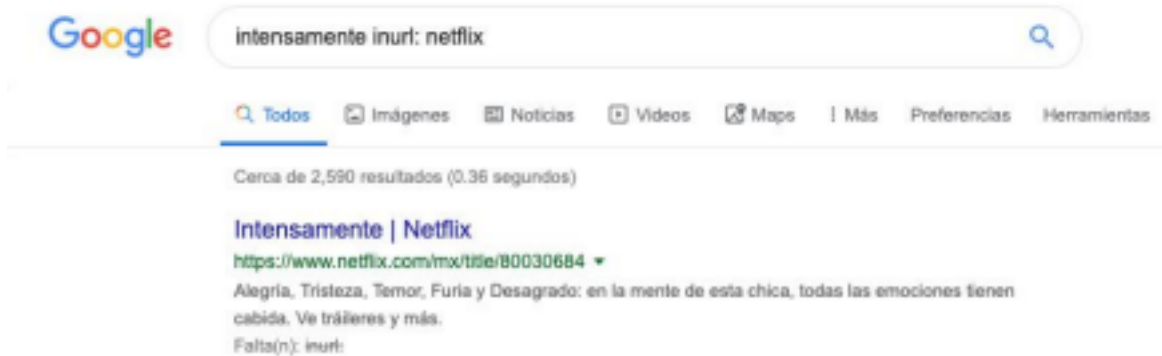 Google intensamente inurl: netflix
Todos Imágenes Noticias Videos Maps Más Preferencias Herramientas
Cerca de 2,590 resultados (0.36 segundos)
Intensamente | Netflix
https://www.netflix.com/mx/title/80030684
Alegría, Tristeza, Temor, Furia y Desagrado: en la mente de esta chica, todas las emociones tienen
cabida. Ve tráileres y más.
Falta(n): inurl: